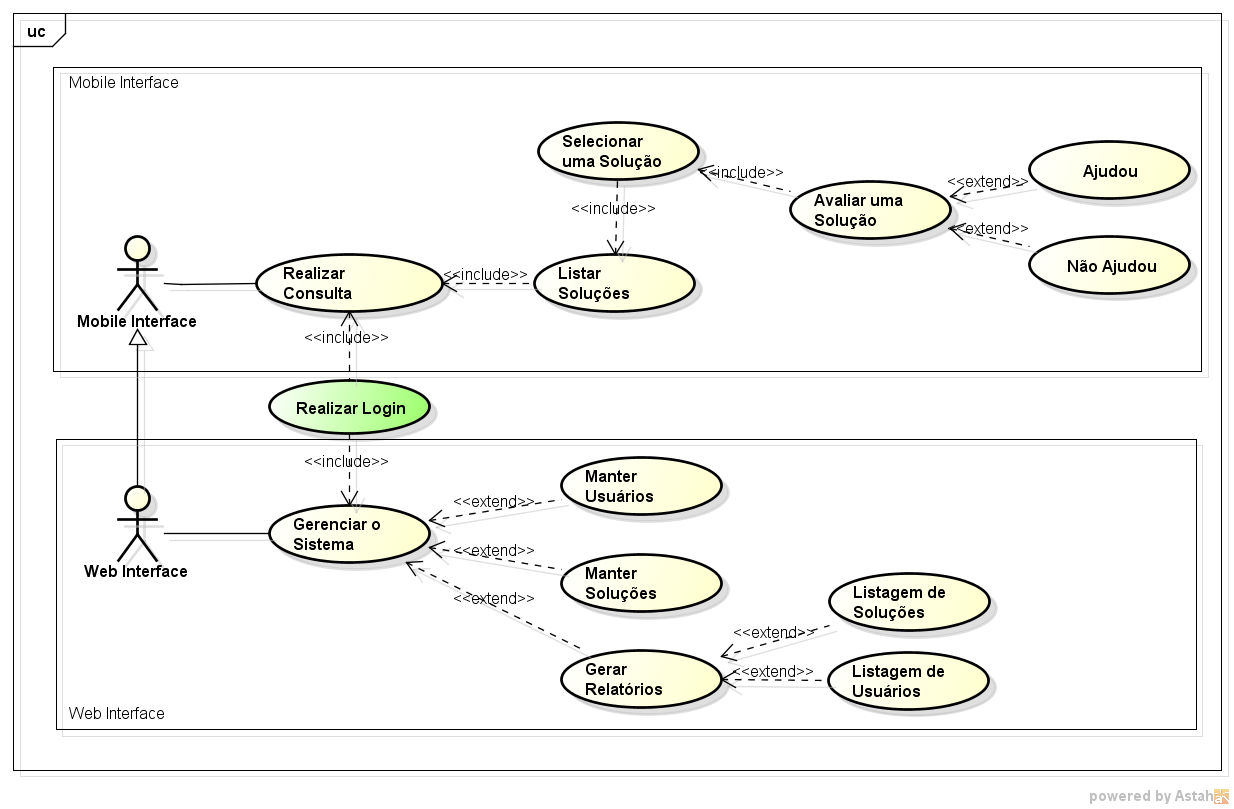 uc
Mobile Interface
Selecionar
uma Solução
<<include>>
Avaliar uma
Solução
<<extend>>
Ajudou
<<extend>>
Não Ajudou
<<include>>
Listar
Soluções
<<include>>
Realizar
Consulta
Mobile Interface
<<include>>
Realizar Login
<<include>>
Gerenciar o
Sistema
Web Interface
<<extend>>
Manter
Usuários
<<extend>>
Manter
Soluções
<<extend>>
Gerar
Relatórios
<<extend>>
Listagem de
Soluções
<<extend>>
Listagem de
Usuários
Web Interface
powered by Astah